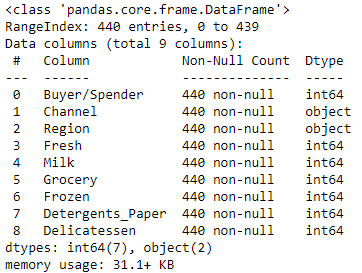 <class 'pandas.core.frame.DataFrame'>
RangeIndex: 440 entries, 0 to 439
Data columns (total 9 columns):
 #   Column            Non-Null Count  Dtype
---  ------            --------------  -----
 0   Buyer/Spender     440 non-null    int64
 1   Channel           440 non-null    object
 2   Region            440 non-null    object
 3   Fresh             440 non-null    int64
 4   Milk              440 non-null    int64
 5   Grocery           440 non-null    int64
 6   Frozen            440 non-null    int64
 7   Detergents_Paper  440 non-null    int64
 8   Delicatessen      440 non-null    int64
dtypes: int64(7), object(2)
memory usage: 31.1+ KB